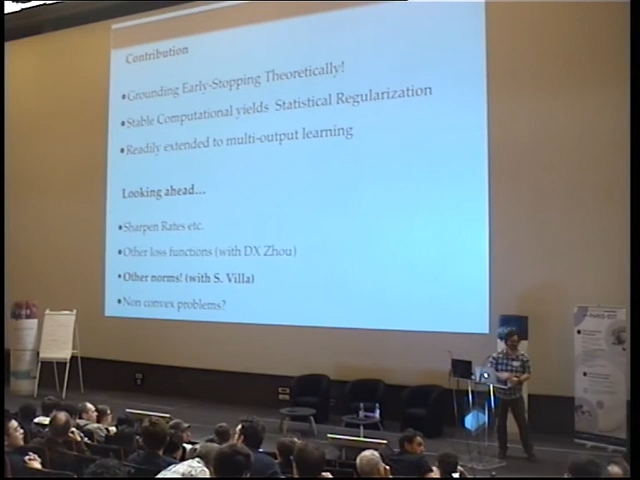 Contribution
•Grounding Early-Stopping Theoretically!
•Stable Computational yields Statistical Regularization
•Readily extended to multi-output learning
Looking ahead...
•Sharpen Rates etc.
•Other loss functions (with DX Zhou)
•Other norms! (with S. Villa)
•Non convex problems?